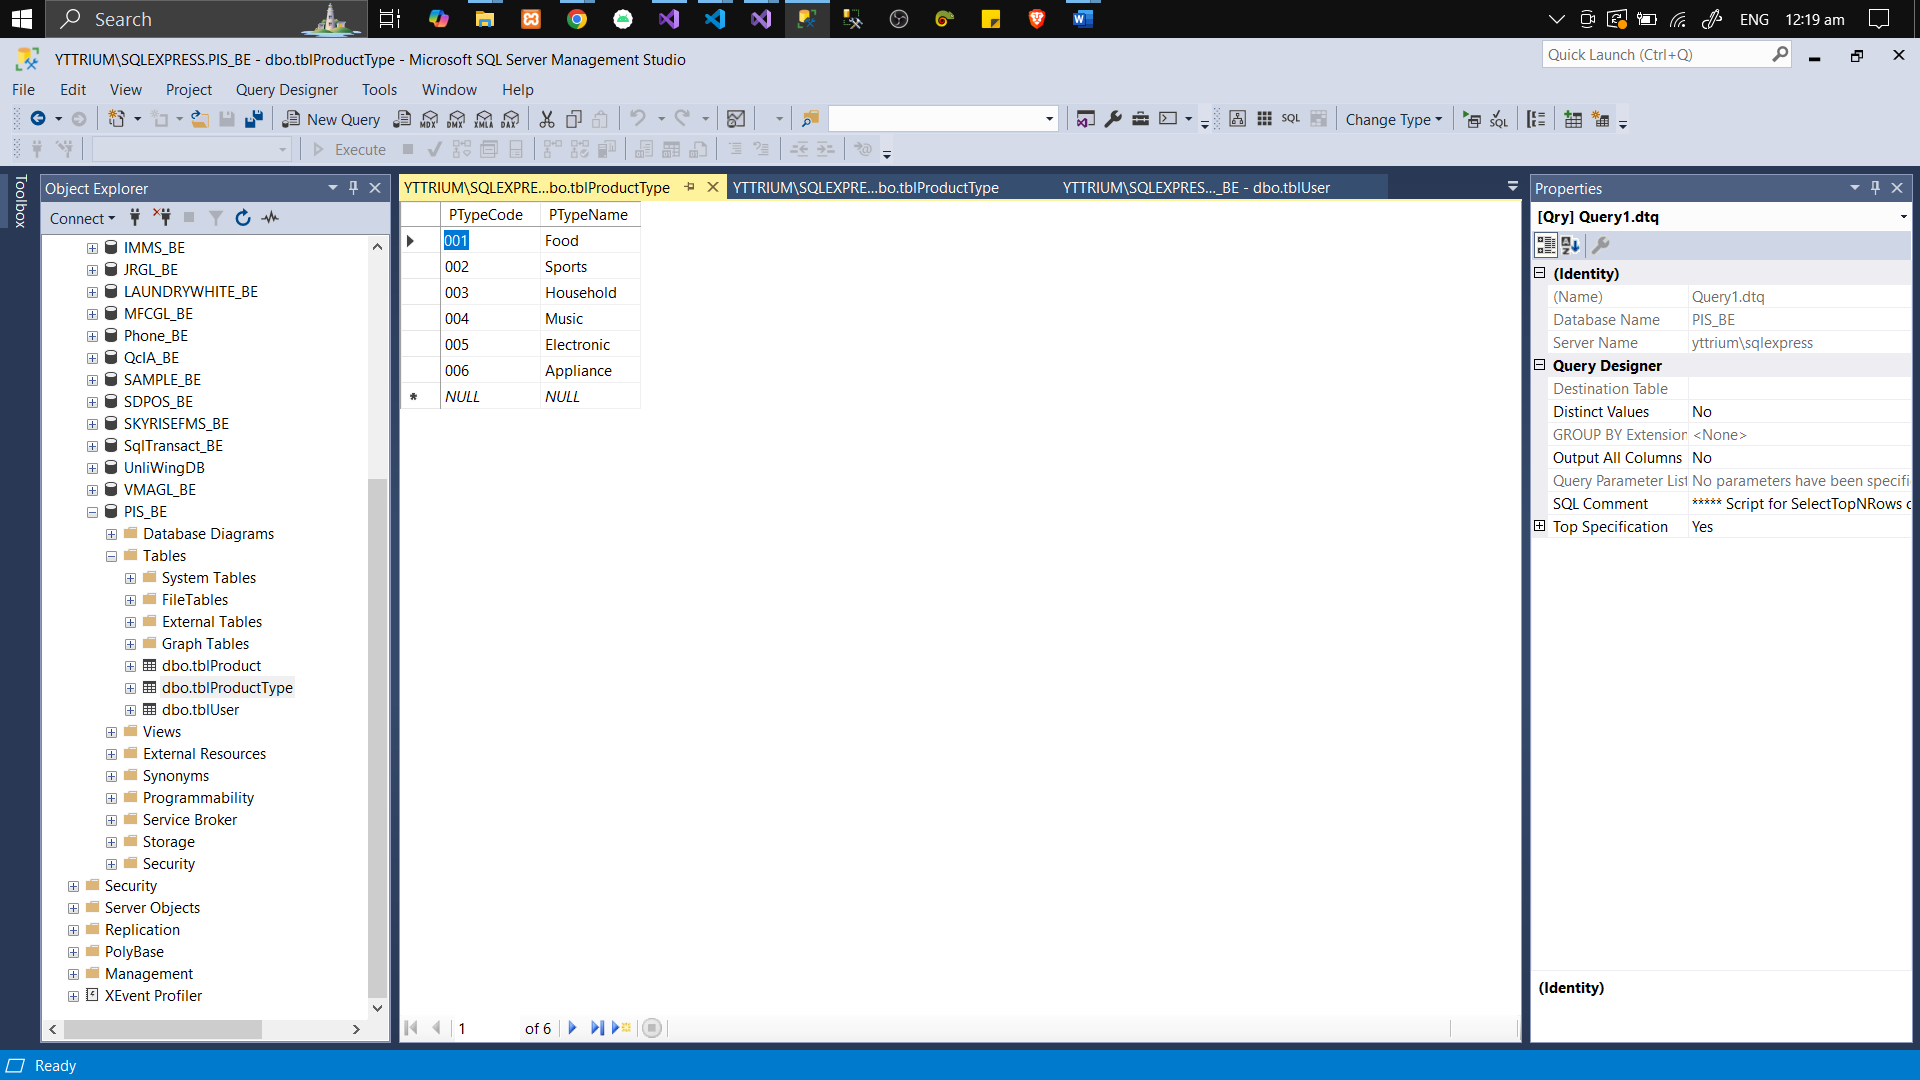 Search
ENG 12:19 am
YTTRIUM\SQLEXPRESS.PIS_BE - dbo.tblProductType - Microsoft SQL Server Management Studio
Quick Launch (Ctrl+Q)
File Edit View Project Query Designer Tools Window Help
New Query MDX DMX XMLA DAX SQL Change Type SQL
Execute
Toolbox
Object Explorer
Connect
IMMS_BE
JRGL_BE
LAUNDRYWHITE_BE
MFCGL_BE
Phone_BE
QcIA_BE
SAMPLE_BE
SDPOS_BE
SKYRISEFMS_BE
SqlTransact_BE
UnliWingDB
VMAGL_BE
PIS_BE
Database Diagrams
Tables
System Tables
FileTables
External Tables
Graph Tables
dbo.tblProduct
dbo.tblProductType
dbo.tblUser
Views
External Resources
Synonyms
Programmability
Service Broker
Storage
Security
Security
Server Objects
Replication
PolyBase
Management
XEvent Profiler
YTTRIUM\SQLEXPRE...bo.tblProductType YTTRIUM\SQLEXPRE...bo.tblProductType YTTRIUM\SQLEXPRES..._BE - dbo.tblUser
PTypeCode PTypeName
001 Food
002 Sports
003 Household
004 Music
005 Electronic
006 Appliance
NULL NULL
1 of 6
Properties
[Qry] Query1.dtq
(Identity)
(Name) Query1.dtq
Database Name PIS_BE
Server Name yttrium\sqlexpress
Query Designer
Destination Table
Distinct Values No
GROUP BY Extension <None>
Output All Columns No
Query Parameter List No parameters have been specifi
SQL Comment ***** Script for SelectTopNRows c
Top Specification Yes
(Identity)
Ready